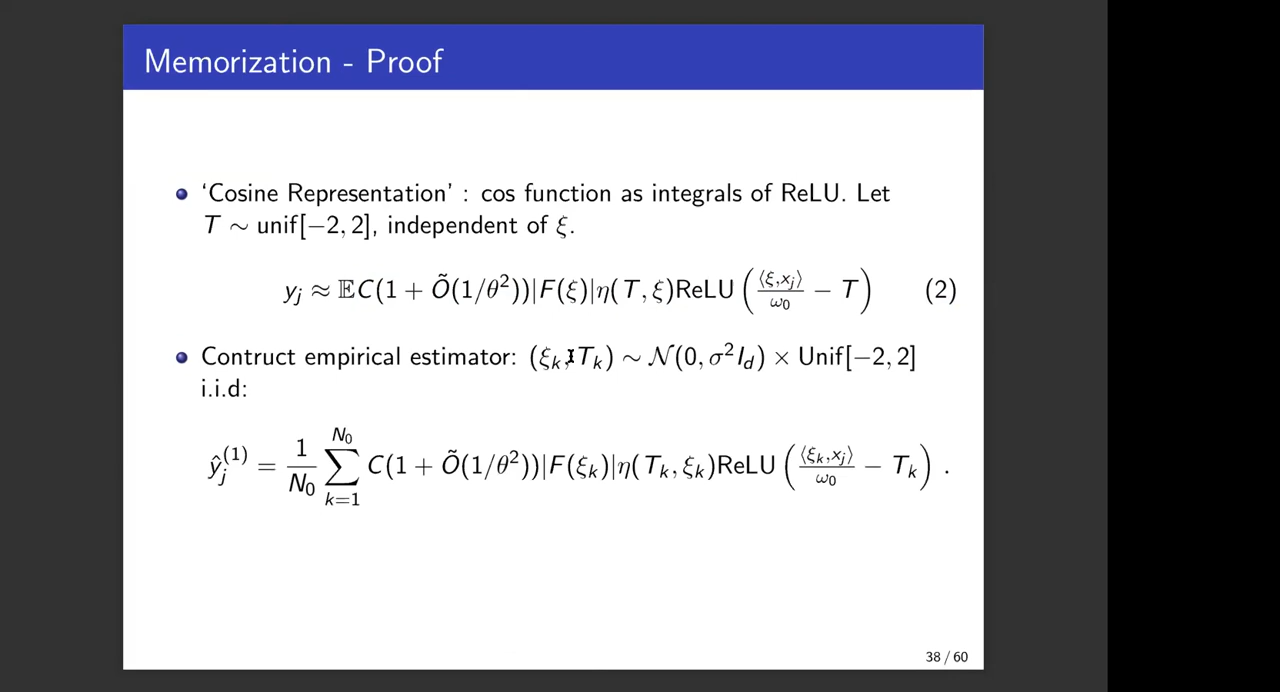 Memorization - Proof
‘Cosine Representation’ : cos function as integrals of ReLU. Let
T ∼ unif[−2, 2], independent of ξ.
y_j ≈ 𝔼C(1 + Õ(1/θ²))|F(ξ)|η(T, ξ)ReLU(⟨ξ,x_j⟩/ω₀ − T) (2)
Contruct empirical estimator: (ξ_k, T_k) ∼ 𝒩(0, σ²I_d) × Unif[−2, 2]
i.i.d:
ŷ_j^(1) = 1/N₀ ∑_{k=1}^{N₀} C(1 + Õ(1/θ²))|F(ξ_k)|η(T_k, ξ_k)ReLU(⟨ξ_k,x_j⟩/ω₀ − T_k) .
38 / 60